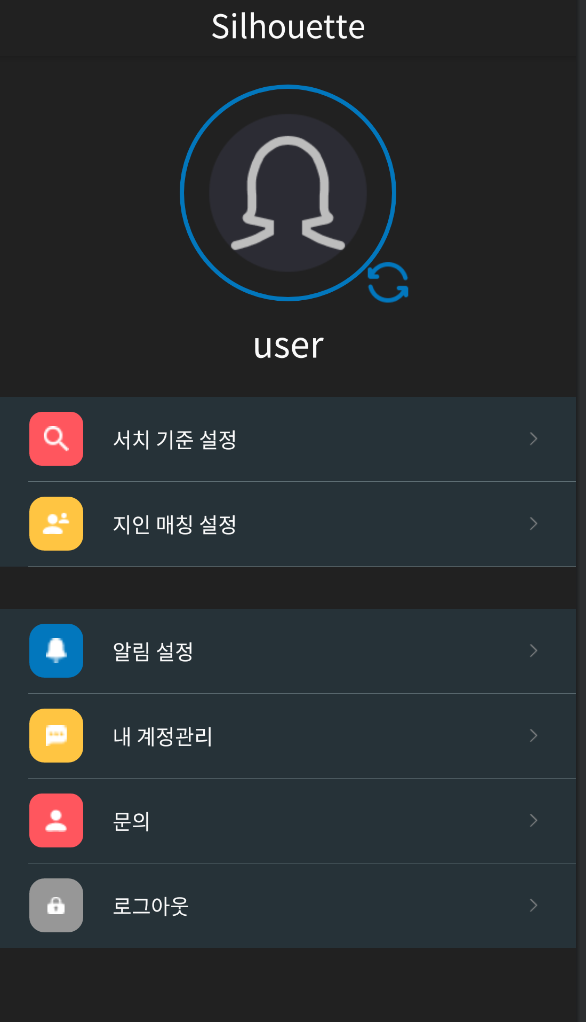 Silhouette
user
서치 기준 설정
지인 매칭 설정
알림 설정
내 계정관리
문의
로그아웃